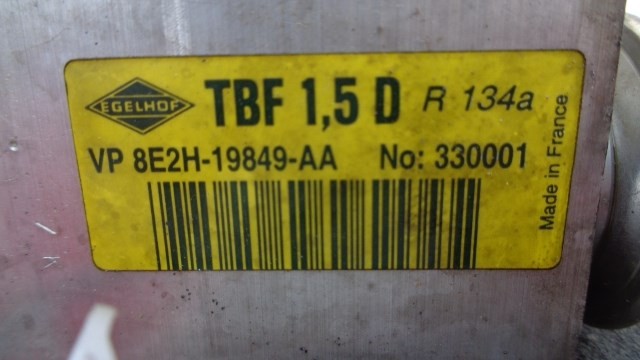 EGELHOF TBF 1,5 D R 134a
VP 8E2H-19849-AA No: 330001
Made in France